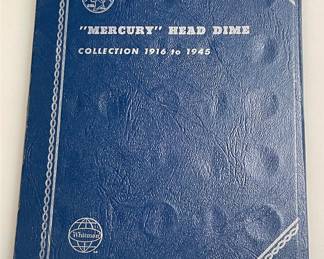 "MERCURY" HEAD DIME
COLLECTION 1916 to 1945
Whitman